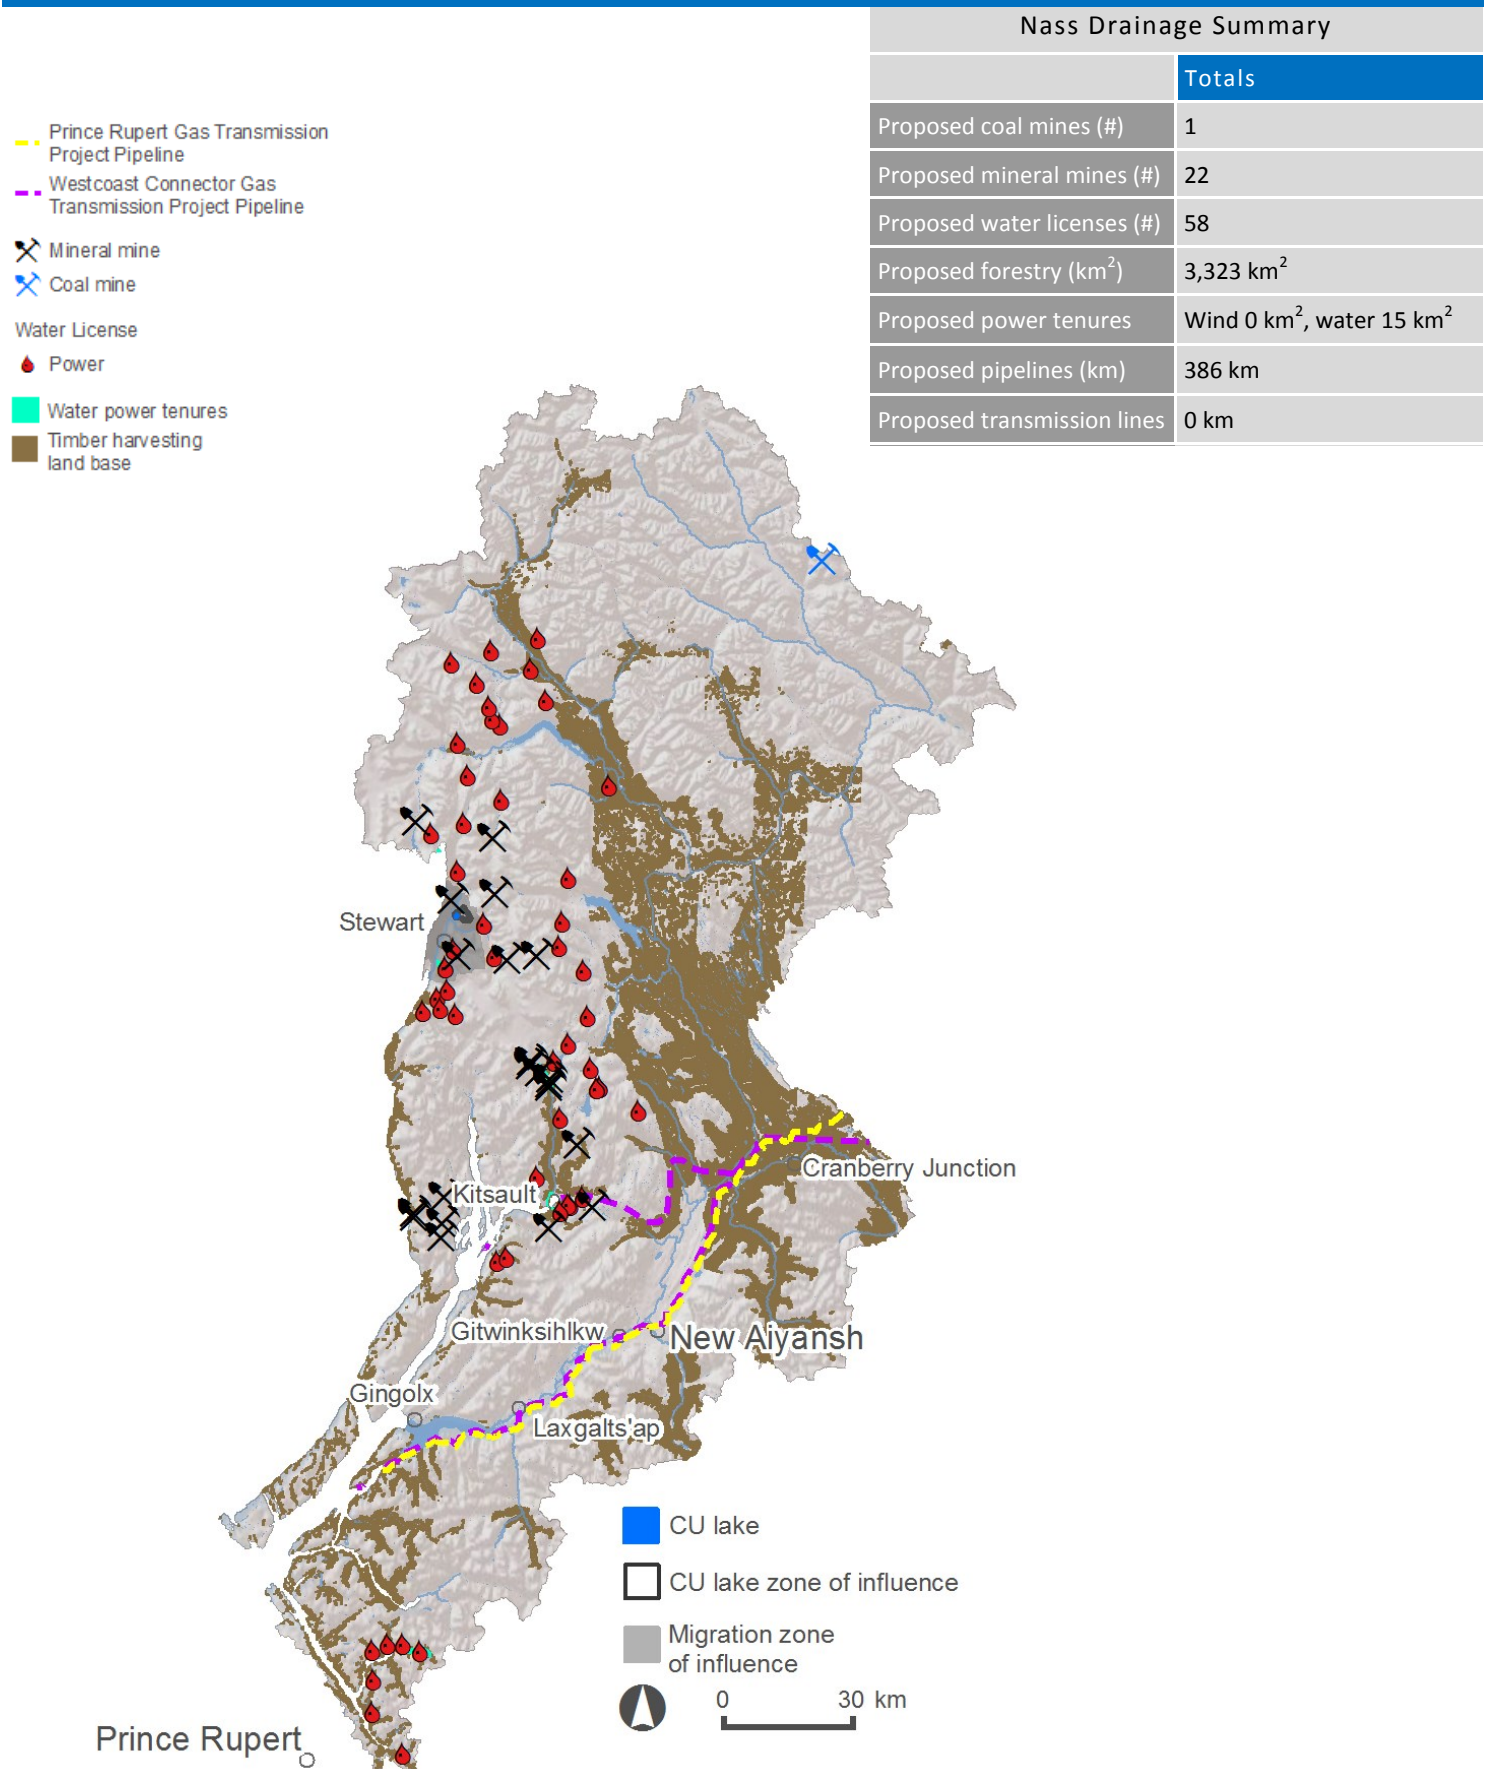 Nass Drainage Summary
Totals
Proposed coal mines (#) 1
Proposed mineral mines (#) 22
Proposed water licenses (#) 58
Proposed forestry (km²) 3,323 km²
Proposed power tenures Wind 0 km², water 15 km²
Proposed pipelines (km) 386 km
Proposed transmission lines 0 km
Prince Rupert Gas Transmission
Project Pipeline
Westcoast Connector Gas
Transmission Project Pipeline
Mineral mine
Coal mine
Water License
Power
Water power tenures
Timber harvesting
land base
Stewart
Cranberry Junction
Kitsault
Gitwinksihlkw
New Aiyansh
Gingolx
Laxgalts'ap
CU lake
CU lake zone of influence
Migration zone
of influence
0 30 km
Prince Rupert